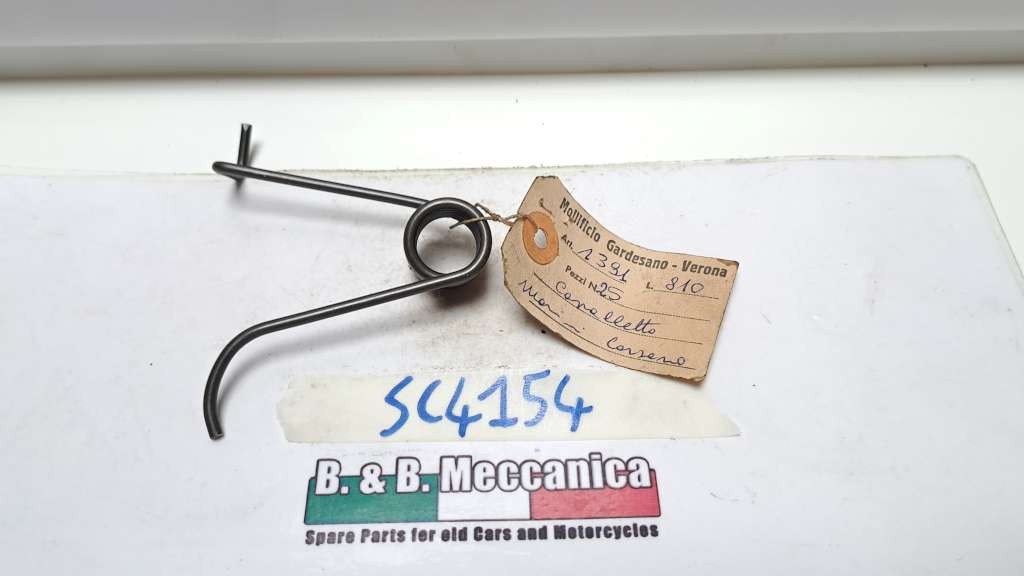 Mollificio Gardesano - Verona
Art. 1391 L. 810
Pezzi N. 25
Cavalletto
Morini Corsaro
SC4154
B. & B. Meccanica
Spare Parts for old Cars and Motorcycles